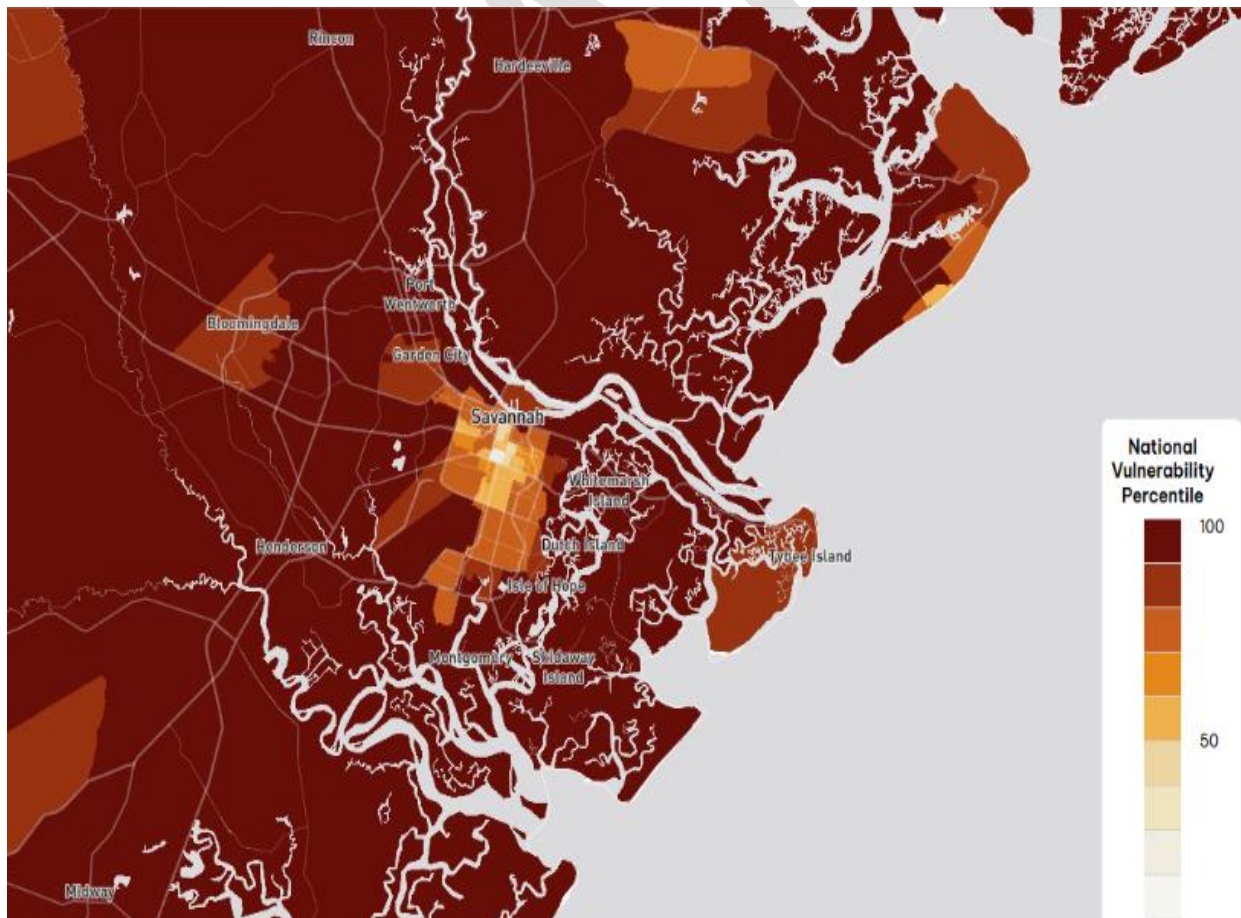 Rincon
Hardeeville
Port
Wentworth
Bloomingdale
Garden City
Savannah
Whitemarsh
Island
Henderson
Dutch Island
Tybee Island
Isle of Hope
Montgomery
Skidaway
Island
Midway
National
Vulnerability
Percentile
100
50